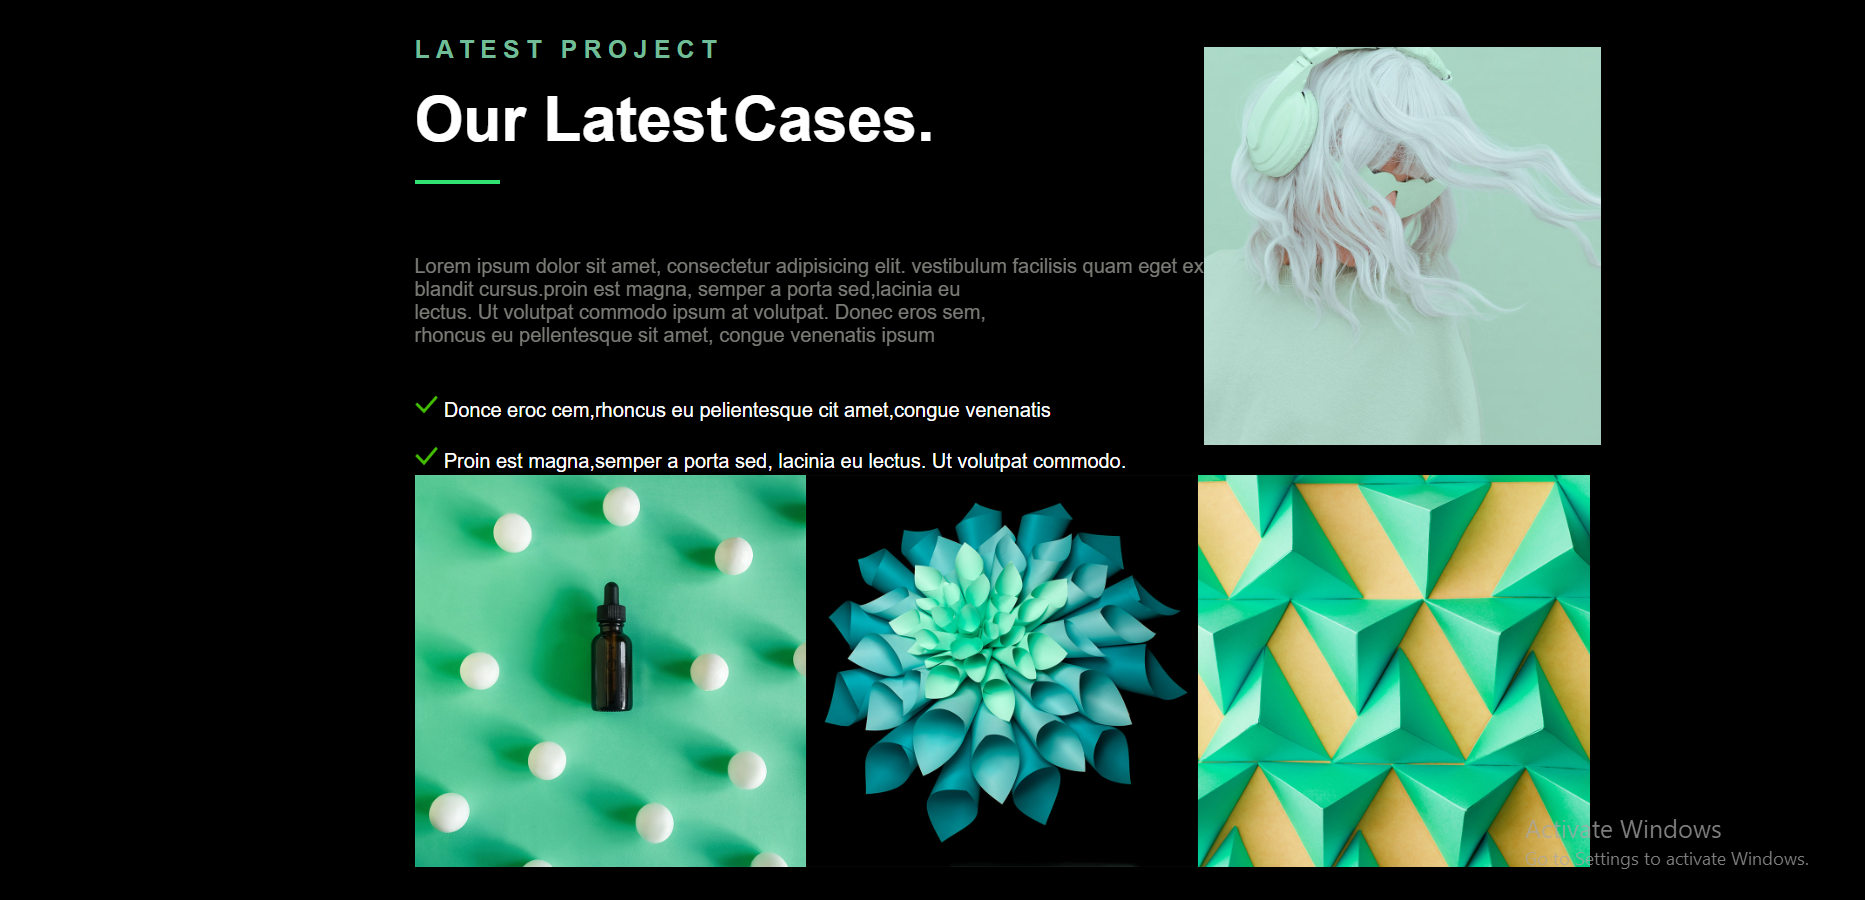 LATEST PROJECT
Our Latest Cases.
Lorem ipsum dolor sit amet, consectetur adipisicing elit. vestibulum facilisis quam eget ex
blandit cursus.proin est magna, semper a porta sed,lacinia eu
lectus. Ut volutpat commodo ipsum at volutpat. Donec eros sem,
rhoncus eu pellentesque sit amet, congue venenatis ipsum
Donce eroc cem,rhoncus eu pelientesque cit amet,congue venenatis
Proin est magna,semper a porta sed, lacinia eu lectus. Ut volutpat commodo.
Activate Windows
Go to Settings to activate Windows.